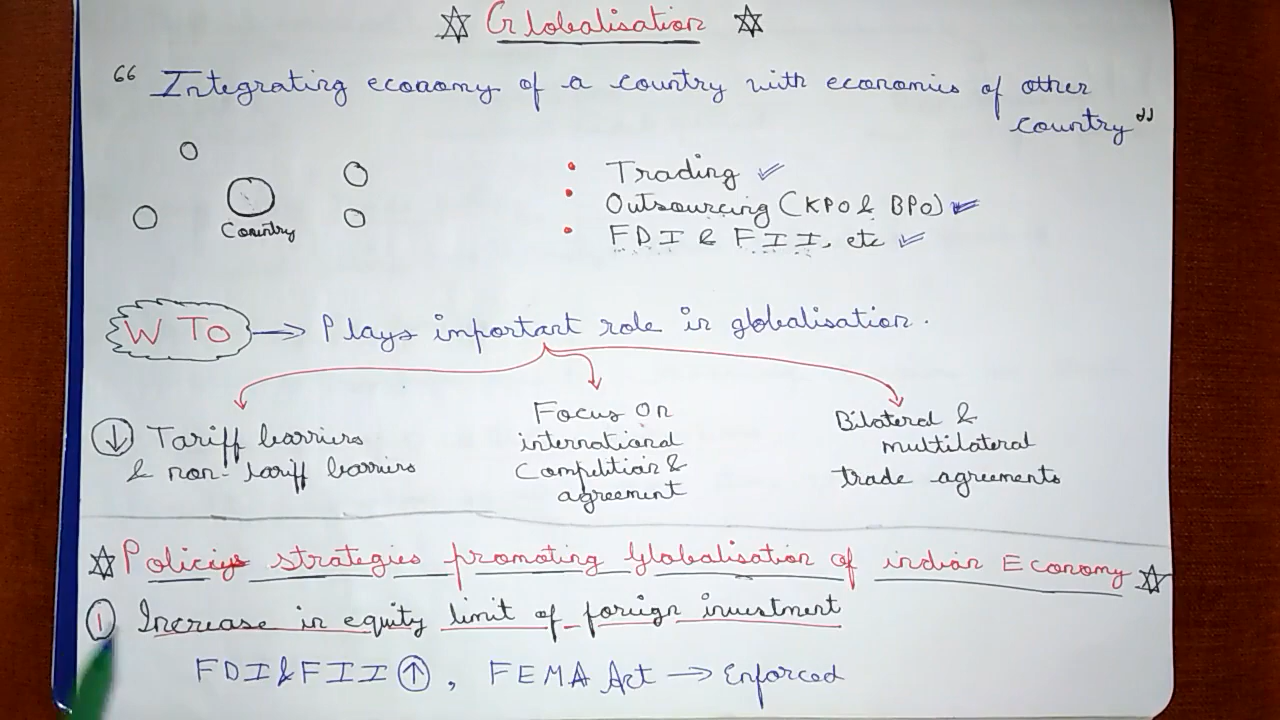 ☆ Globalisation ☆
" Integrating economy of a country with economies of other
country "
• Trading ✓
• Outsourcing (KPO & BPO) ✓
• FDI & FII, etc ✓
Country
WTO → Plays important role in globalisation.
↓ Tariff barriers
& non-tariff barriers
Focus on
international
Competition &
agreement
Bilateral &
multilateral
trade agreements
☆ Policiys strategies promoting Globalisation of indian Economy ☆
① Increase in equity limit of foreign investment
FDI & FII ↑, FEMA Act → Enforced